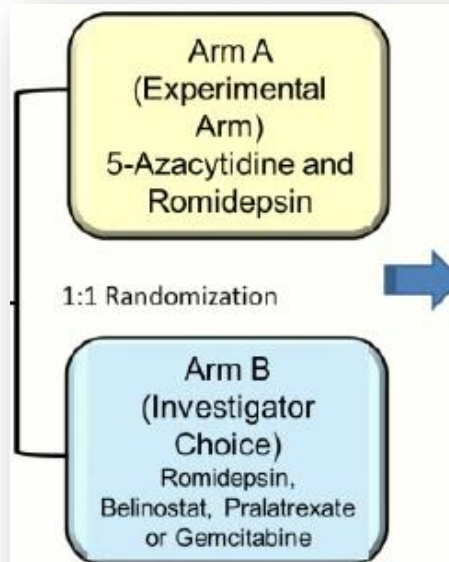 Arm A
(Experimental
Arm)
5-Azacytidine and
Romidepsin
1:1 Randomization
Arm B
(Investigator
Choice)
Romidepsin,
Belinostat, Pralatrexate
or Gemcitabine